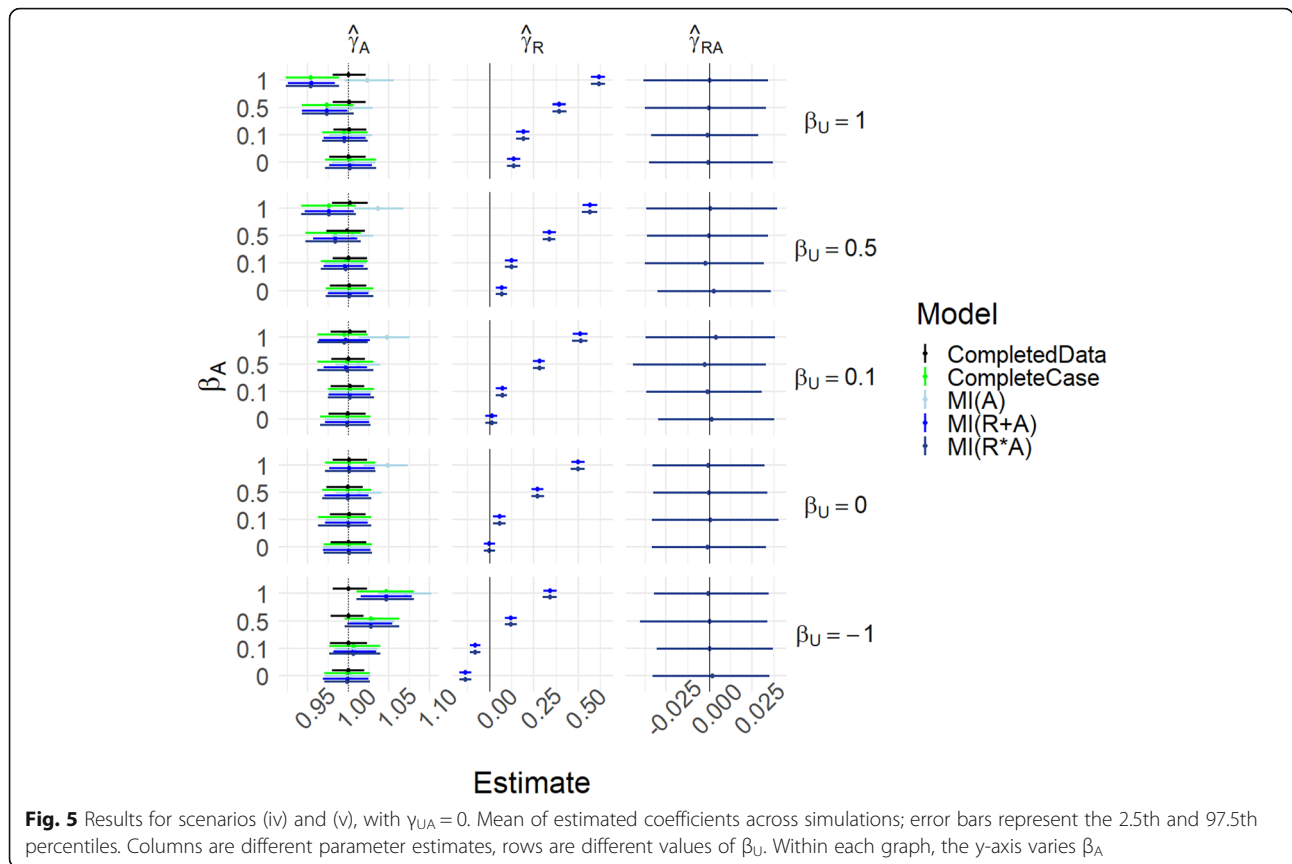 γ̂A γ̂R γ̂RA
1
0.5
0.1
0
βU = 1
1
0.5
0.1
0
βU = 0.5
1
0.5
0.1
0
βU = 0.1
1
0.5
0.1
0
βU = 0
1
0.5
0.1
0
βU = −1
βA
0.95 1.00 1.05 1.10 0.00 0.25 0.50 -0.025 0.000 0.025
Estimate
Model
CompletedData
CompleteCase
MI(A)
MI(R+A)
MI(R*A)
Fig. 5 Results for scenarios (iv) and (v), with γUA = 0. Mean of estimated coefficients across simulations; error bars represent the 2.5th and 97.5th
percentiles. Columns are different parameter estimates, rows are different values of βU. Within each graph, the y-axis varies βA